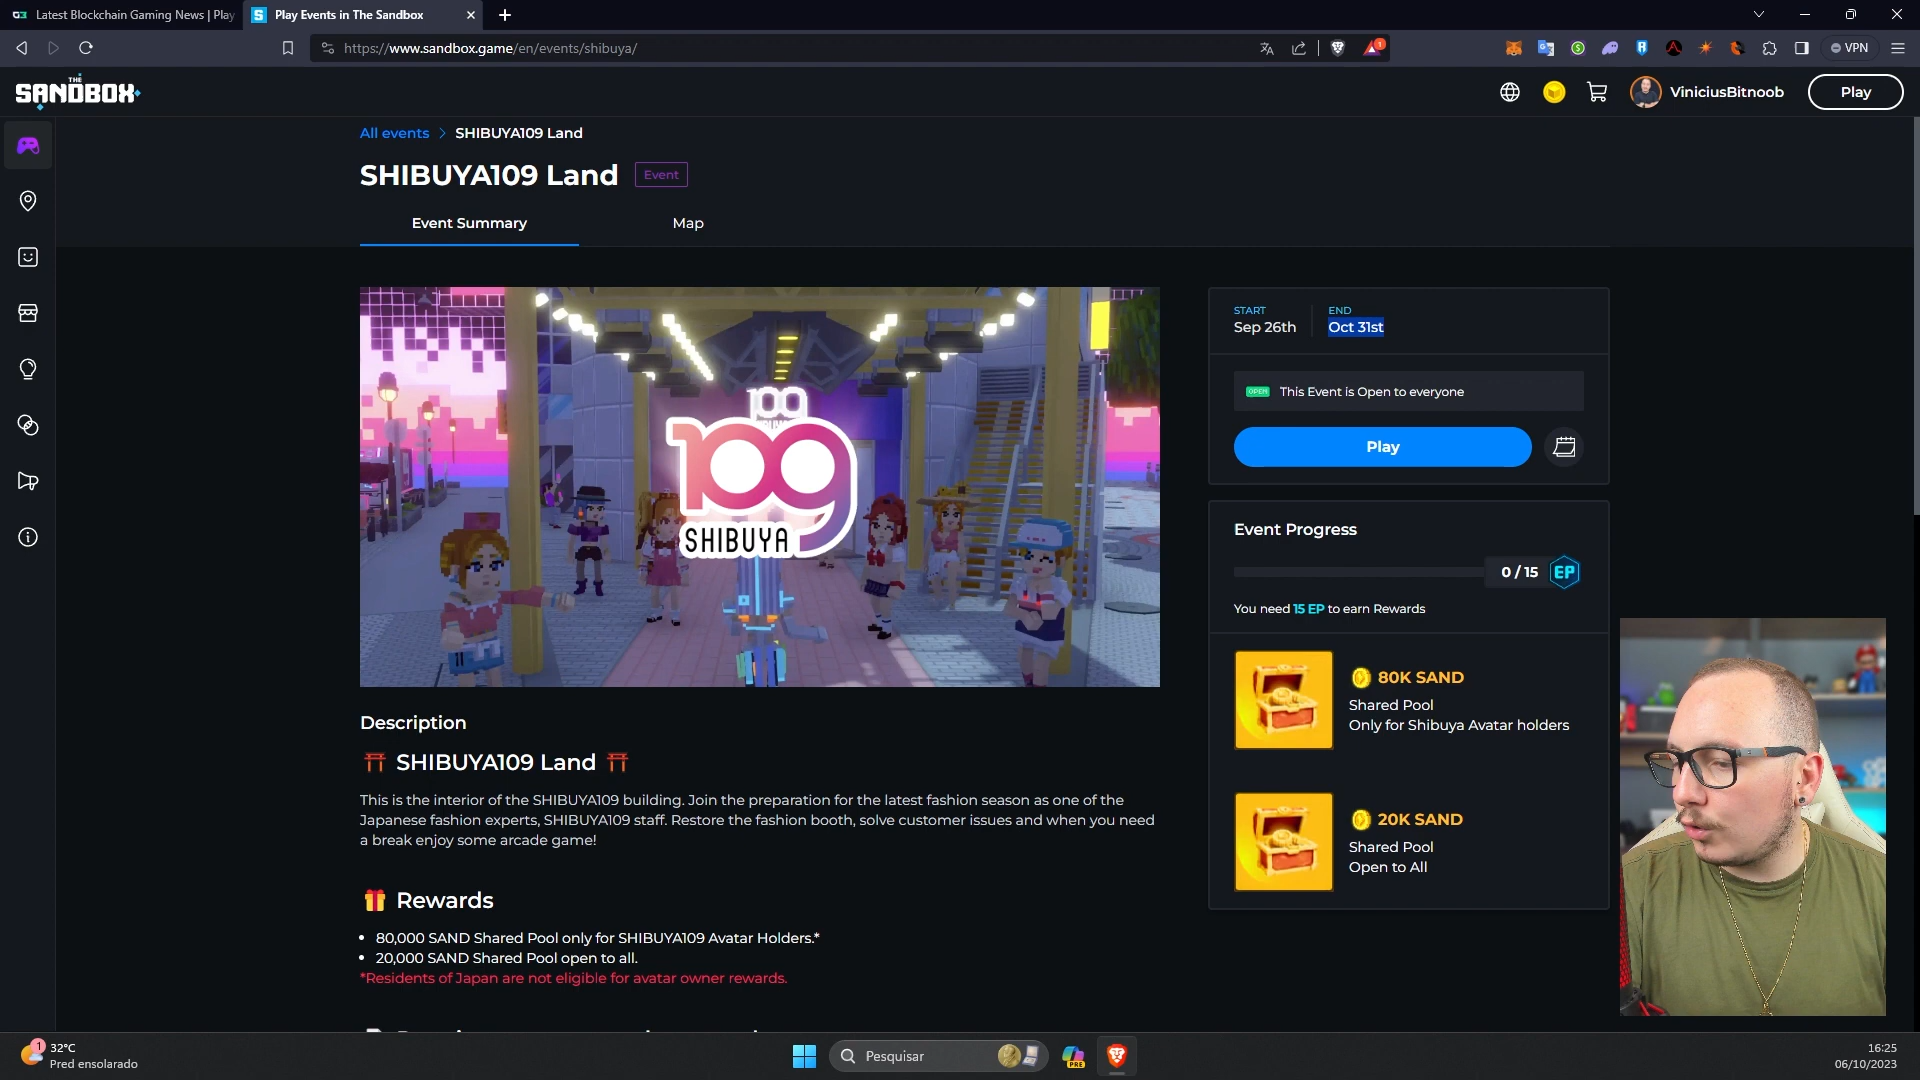 Latest Blockchain Gaming News | Play
Play Events in The Sandbox
https://www.sandbox.game/en/events/shibuya/
1
VPN
THE
SANDBOX
ViniciusBitnoob
Play
All events > SHIBUYA109 Land
SHIBUYA109 Land
Event
Event Summary
Map
109
SHIBUYA
START
Sep 26th
END
Oct 31st
OPEN
This Event is Open to everyone
Play
Event Progress
0 / 15
EP
You need 15 EP to earn Rewards
80K SAND
Shared Pool
Only for Shibuya Avatar holders
20K SAND
Shared Pool
Open to All
Description
SHIBUYA109 Land
This is the interior of the SHIBUYA109 building. Join the preparation for the latest fashion season as one of the
Japanese fashion experts, SHIBUYA109 staff. Restore the fashion booth, solve customer issues and when you need
a break enjoy some arcade game!
Rewards
• 80,000 SAND Shared Pool only for SHIBUYA109 Avatar Holders.*
• 20,000 SAND Shared Pool open to all.
*Residents of Japan are not eligible for avatar owner rewards.
1
32°C
Pred ensolarado
Pesquisar
PRE
16:25
06/10/2023